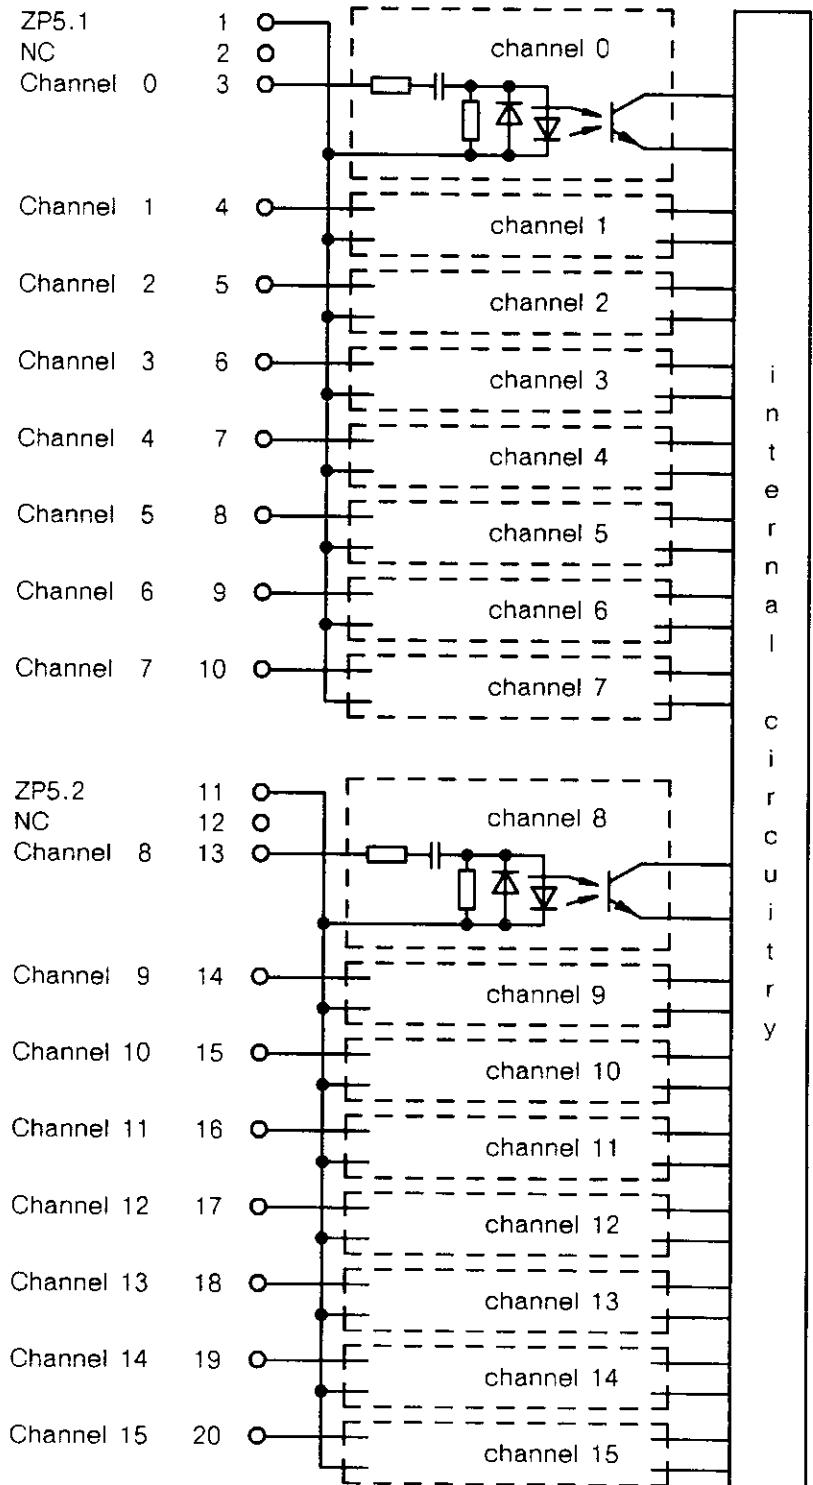 ZP5.1 1
channel 0
NC 2
Channel 0 3
Channel 1 4
channel 1
Channel 2 5
channel 2
Channel 3 6
channel 3
Channel 4 7
channel 4
Channel 5 8
channel 5
Channel 6 9
channel 6
Channel 7 10
channel 7
internal circuitry
ZP5.2 11
channel 8
NC 12
Channel 8 13
Channel 9 14
channel 9
Channel 10 15
channel 10
Channel 11 16
channel 11
Channel 12 17
channel 12
Channel 13 18
channel 13
Channel 14 19
channel 14
Channel 15 20
channel 15